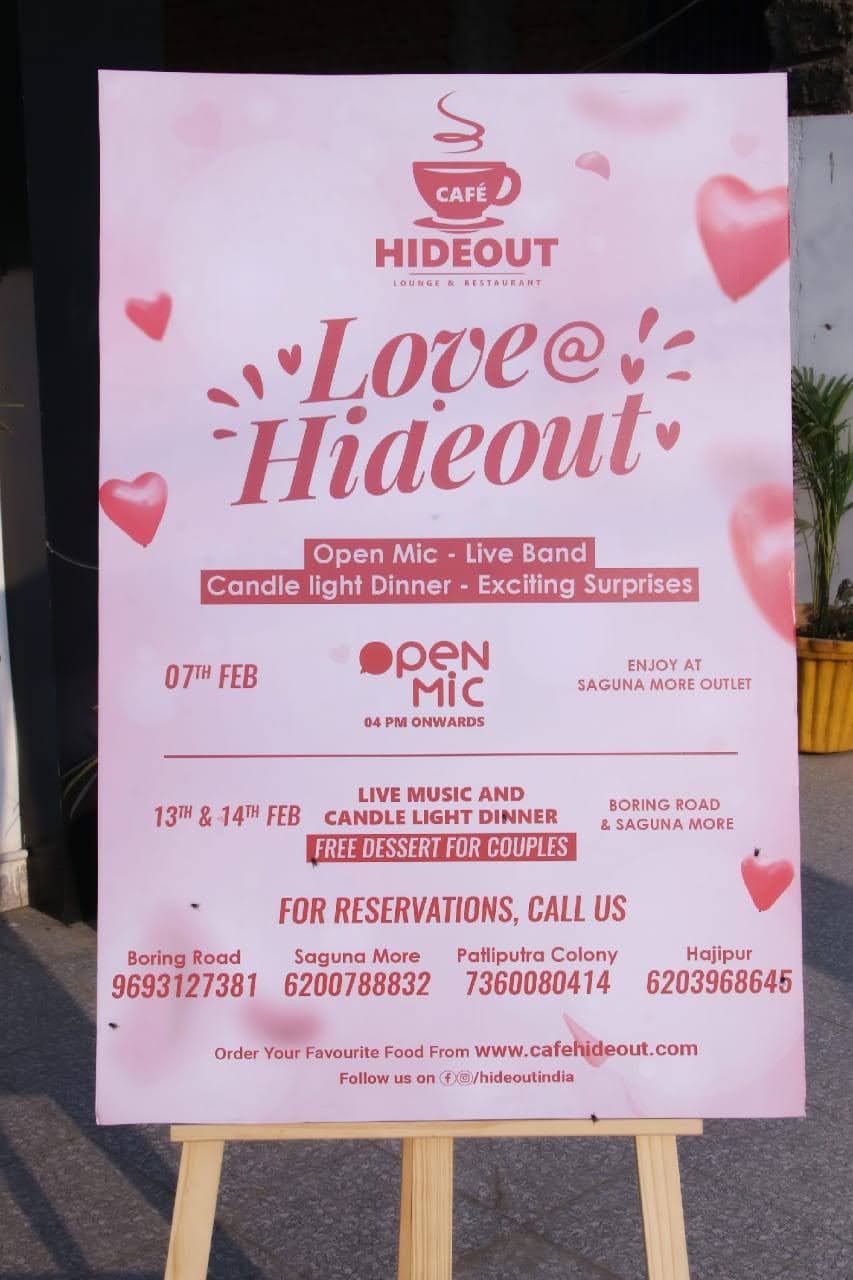 CAFÉ
HIDEOUT
LOUNGE & RESTAURANT
Love@
Hideout
Open Mic - Live Band
Candle light Dinner - Exciting Surprises
07TH FEB
OPEN
MIC
04 PM ONWARDS
ENJOY AT
SAGUNA MORE OUTLET
13TH & 14TH FEB
LIVE MUSIC AND
CANDLE LIGHT DINNER
FREE DESSERT FOR COUPLES
BORING ROAD
& SAGUNA MORE
FOR RESERVATIONS, CALL US
Boring Road
9693127381
Saguna More
6200788832
Patliputra Colony
7360080414
Hajipur
6203968645
Order Your Favourite Food From www.cafehideout.com
Follow us on /hideoutindia